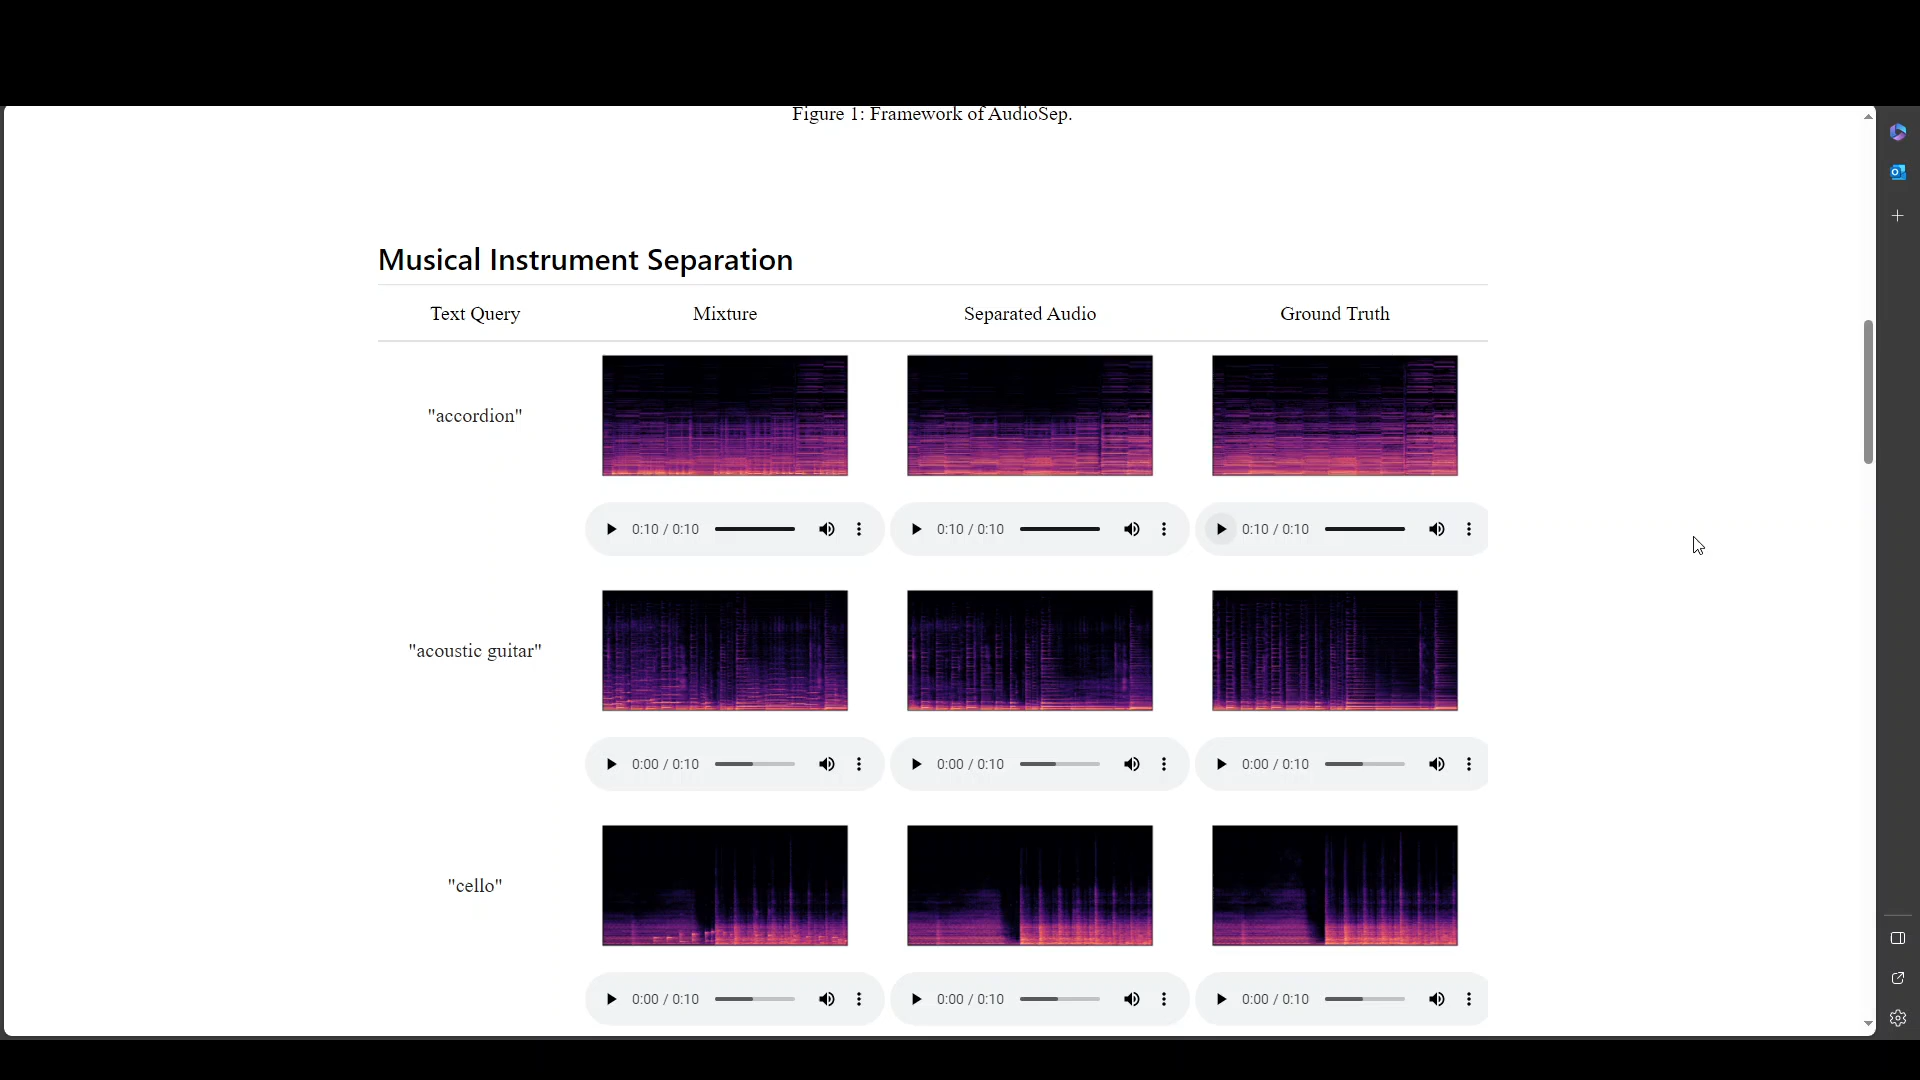 Figure 1: Framework of AudioSep.
Musical Instrument Separation
Text Query Mixture Separated Audio Ground Truth
"accordion"
0:10 / 0:10 0:10 / 0:10 0:10 / 0:10
"acoustic guitar"
0:00 / 0:10 0:00 / 0:10 0:00 / 0:10
"cello"
0:00 / 0:10 0:00 / 0:10 0:00 / 0:10